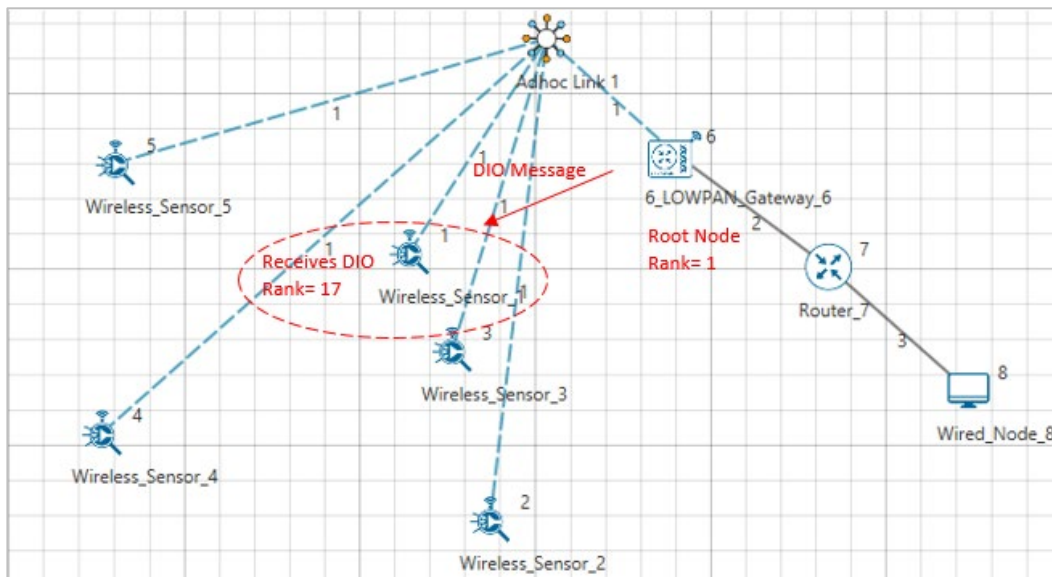 Adhoc Link 1
1
1
5
6
1
DIO Message
Wireless_Sensor_5
6_LOWPAN_Gateway_6
1
2
1
1
Receives DIO
Rank= 17
Root Node
Rank= 1
7
Wireless_Sensor_1
1
Router_7
3
3
Wireless_Sensor_3
8
4
Wired_Node_8
Wireless_Sensor_4
2
Wireless_Sensor_2